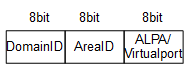 8bit 8bit 8bit
DomainID AreaID ALPA/
Virtualport